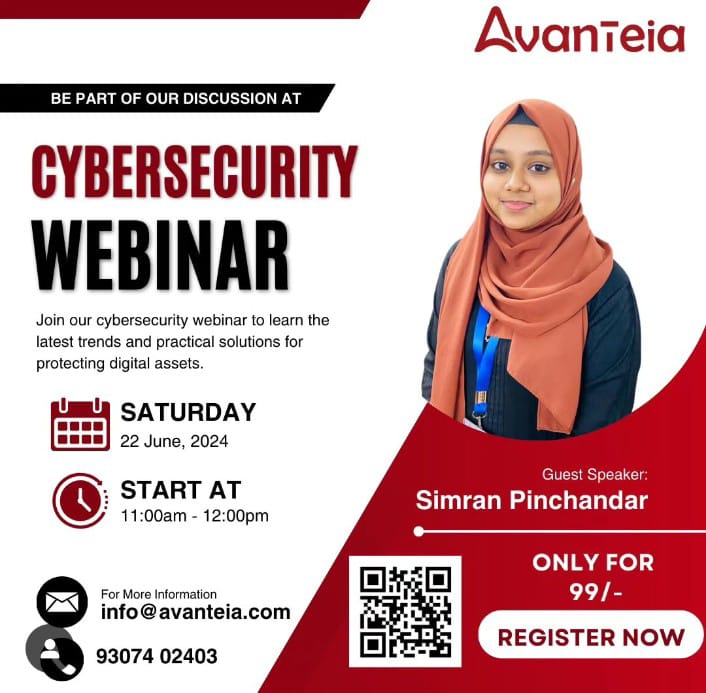 Avanteia
BE PART OF OUR DISCUSSION AT
CYBERSECURITY
WEBINAR
Join our cybersecurity webinar to learn the
latest trends and practical solutions for
protecting digital assets.
SATURDAY
22 June, 2024
START AT
11:00am - 12:00pm
Guest Speaker:
Simran Pinchandar
ONLY FOR
99/-
REGISTER NOW
For More Information
info@avanteia.com
93074 02403